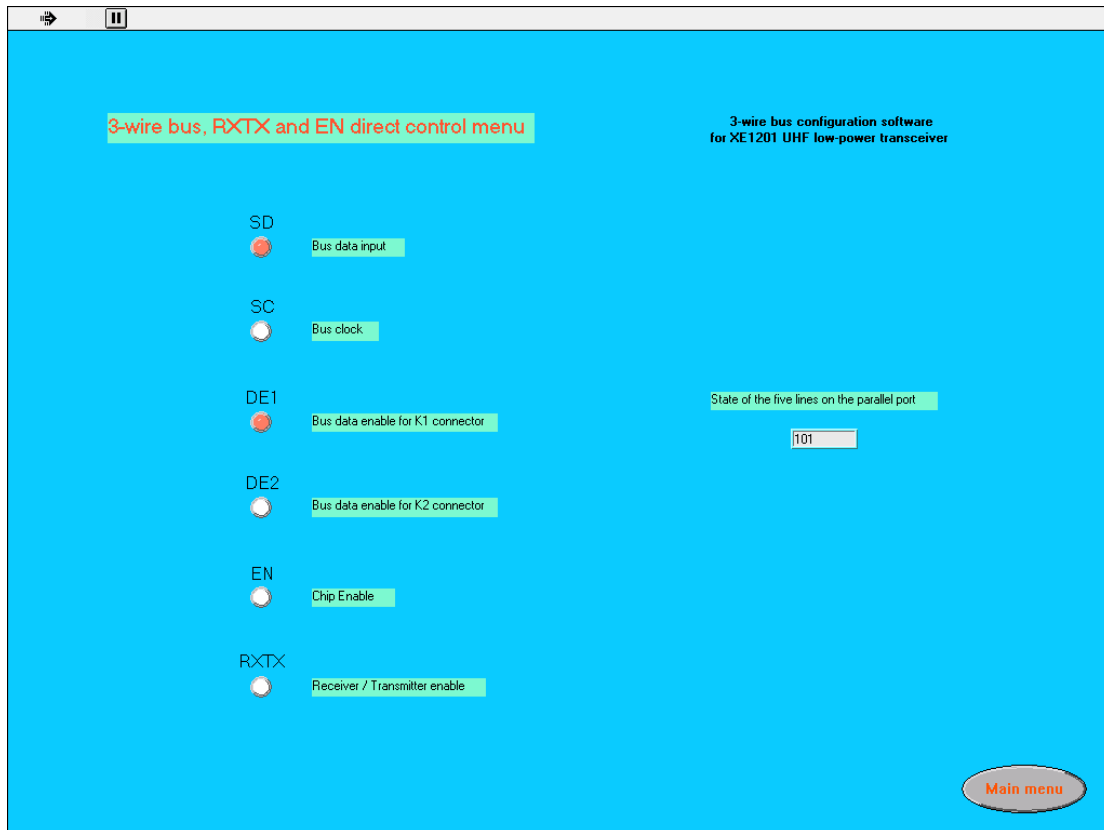 3-wire bus, RXTX and EN direct control menu
3-wire bus configuration software
for XE1201 UHF low-power transceiver
SD
Bus data input
SC
Bus clock
DE1
Bus data enable for K1 connector
State of the five lines on the parallel port
101
DE2
Bus data enable for K2 connector
EN
Chip Enable
RXTX
Receiver / Transmitter enable
Main menu